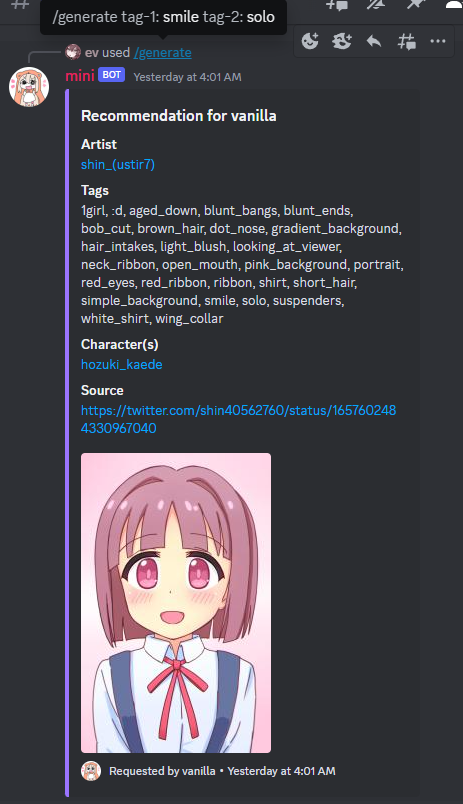 /generate tag-1: smile tag-2: solo
ev used /generate
mini BOT Yesterday at 4:01 AM
Recommendation for vanilla
Artist
shin_(ustir7)
Tags
1girl, :d, aged_down, blunt_bangs, blunt_ends,
bob_cut, brown_hair, dot_nose, gradient_background,
hair_intakes, light_blush, looking_at_viewer,
neck_ribbon, open_mouth, pink_background, portrait,
red_eyes, red_ribbon, ribbon, shirt, short_hair,
simple_background, smile, solo, suspenders,
white_shirt, wing_collar
Character(s)
hozuki_kaede
Source
https://twitter.com/shin40562760/status/165760248
4330967040
Requested by vanilla • Yesterday at 4:01 AM